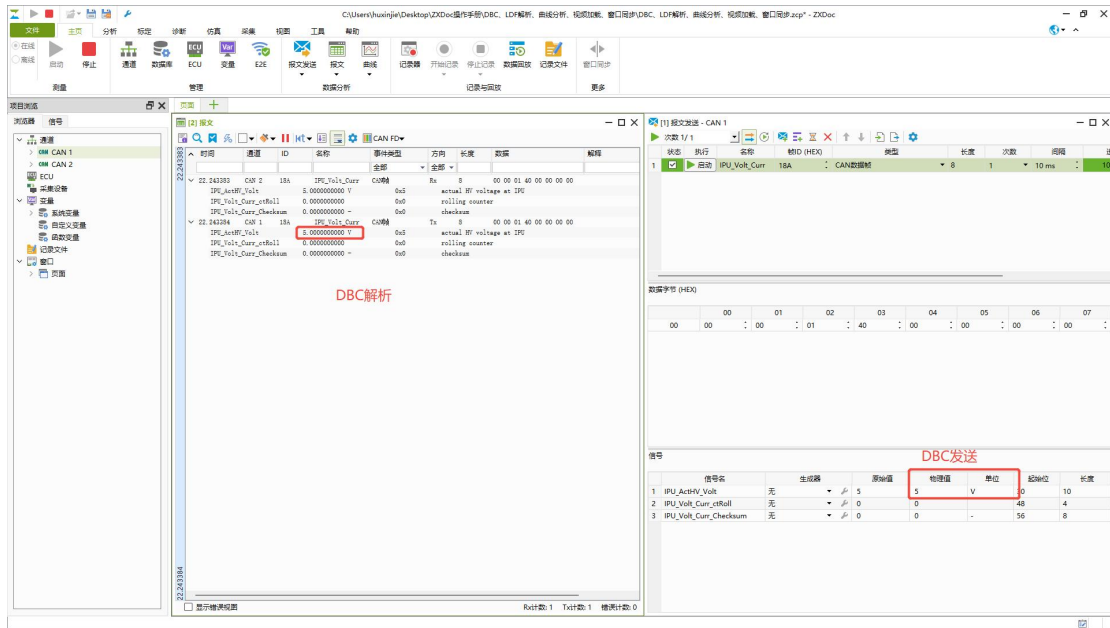 C:\Users\huxinjie\Desktop\ZXDoc操作手册\DBC、LDF解析、曲线分析、视频加载、窗口同步\DBC、LDF解析、曲线分析、视频加载、窗口同步.zcp* - ZXDoc
文件 主页 分析 标定 诊断 仿真 采集 视图 工具 帮助
在线 离线 启动 停止 通道 数据库 ECU 变量 E2E 报文发送 报文 曲线 记录器 开始记录 停止记录 数据回放 记录文件 窗口同步
测量 管理 数据分析 记录与回放 更多
项目浏览
浏览器 信号
通道
CAN CAN 1
CAN CAN 2
ECU
采集设备
变量
系统变量
自定义变量
函数变量
记录文件
窗口
页面
页面
[2] 报文
CAN FD
时间 通道 ID 名称 事件类型 方向 长度 数据 解释
全部 全部
22.243383 CAN 2 18A IPU_Volt_Curr CAN帧 Rx 8 00 00 01 40 00 00 00 00
IPU_ActHV_Volt 5.0000000000 V 0x5 actual HV voltage at IPU
IPU_Volt_Curr_ctRoll 0.0000000000 0x0 rolling counter
IPU_Volt_Curr_Checksum 0.0000000000 - 0x0 checksum
22.243384 CAN 1 18A IPU_Volt_Curr CAN帧 Tx 8 00 00 01 40 00 00 00 00
IPU_ActHV_Volt 5.0000000000 V 0x5 actual HV voltage at IPU
IPU_Volt_Curr_ctRoll 0.0000000000 0x0 rolling counter
IPU_Volt_Curr_Checksum 0.0000000000 - 0x0 checksum
DBC解析
22.243383
22.243384
显示错误视图 Rx计数: 1 Tx计数: 1 错误计数: 0
[1] 报文发送 - CAN 1
次数 1/ 1
状态 执行 名称 帧ID (HEX) 类型 长度 次数 间隔
1 启动 IPU_Volt_Curr 18A CAN数据帧 8 1 10 ms 10
数据字节 (HEX)
00 01 02 03 04 05 06 07
00 00 00 01 40 00 00 00 00
DBC发送
信号
信号名 生成器 原始值 物理值 单位 起始位 长度
1 IPU_ActHV_Volt 无 5 5 V 30 10
2 IPU_Volt_Curr_ctRoll 无 0 0 48 4
3 IPU_Volt_Curr_Checksum 无 0 0 - 56 8